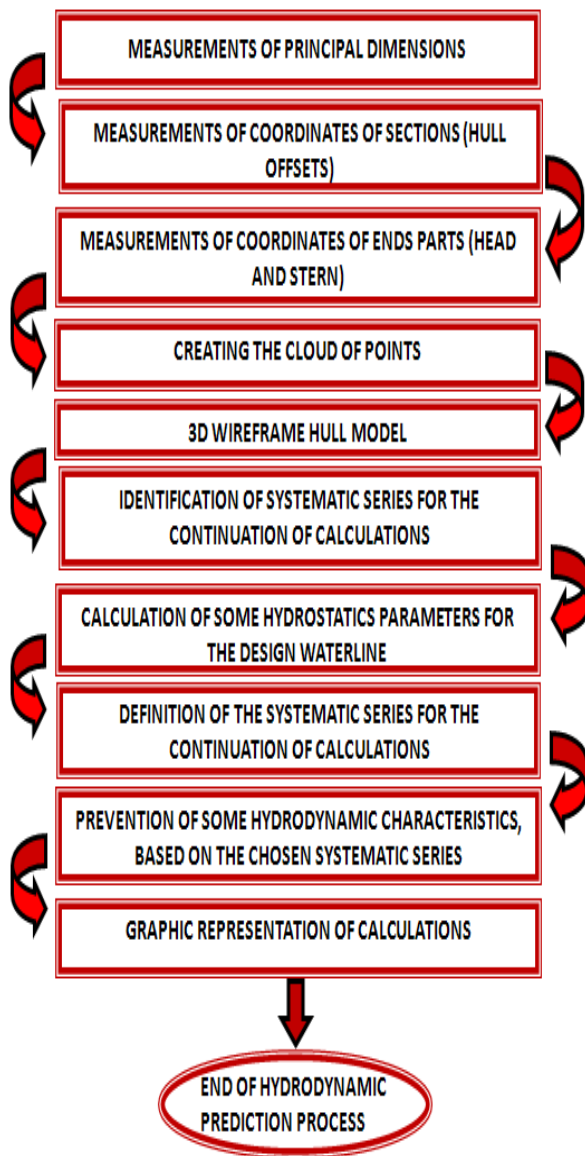 MEASUREMENTS OF PRINCIPAL DIMENSIONS
MEASUREMENTS OF COORDINATES OF SECTIONS (HULL
OFFSETS)
MEASUREMENTS OF COORDINATES OF ENDS PARTS (HEAD
AND STERN)
CREATING THE CLOUD OF POINTS
3D WIREFRAME HULL MODEL
IDENTIFICATION OF SYSTEMATIC SERIES FOR THE
CONTINUATION OF CALCULATIONS
CALCULATION OF SOME HYDROSTATICS PARAMETERS FOR
THE DESIGN WATERLINE
DEFINITION OF THE SYSTEMATIC SERIES FOR THE
CONTINUATION OF CALCULATIONS
PREVENTION OF SOME HYDRODYNAMIC CHARACTERISTICS,
BASED ON THE CHOSEN SYSTEMATIC SERIES
GRAPHIC REPRESENTATION OF CALCULATIONS
END OF HYDRODYNAMIC
PREDICTION PROCESS